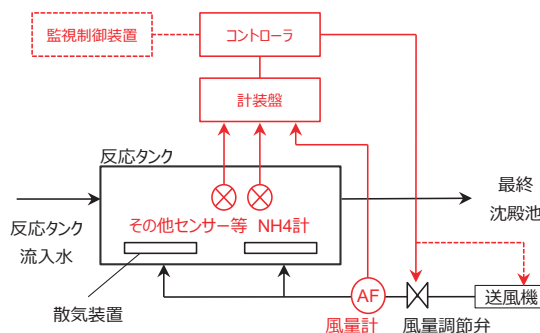 監視制御装置
コントローラ
計装盤
反応タンク
その他センサー等 NH4計
反応タンク
流入水
最終
沈殿池
散気装置
AF
風量計
風量調節弁
送風機